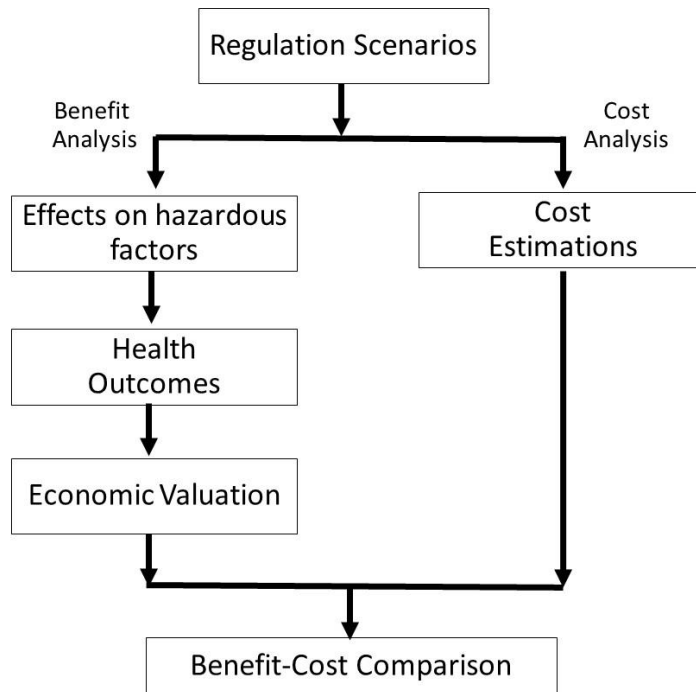 Regulation Scenarios
Benefit
Analysis
Cost
Analysis
Effects on hazardous
factors
Cost
Estimations
Health
Outcomes
Economic Valuation
Benefit-Cost Comparison